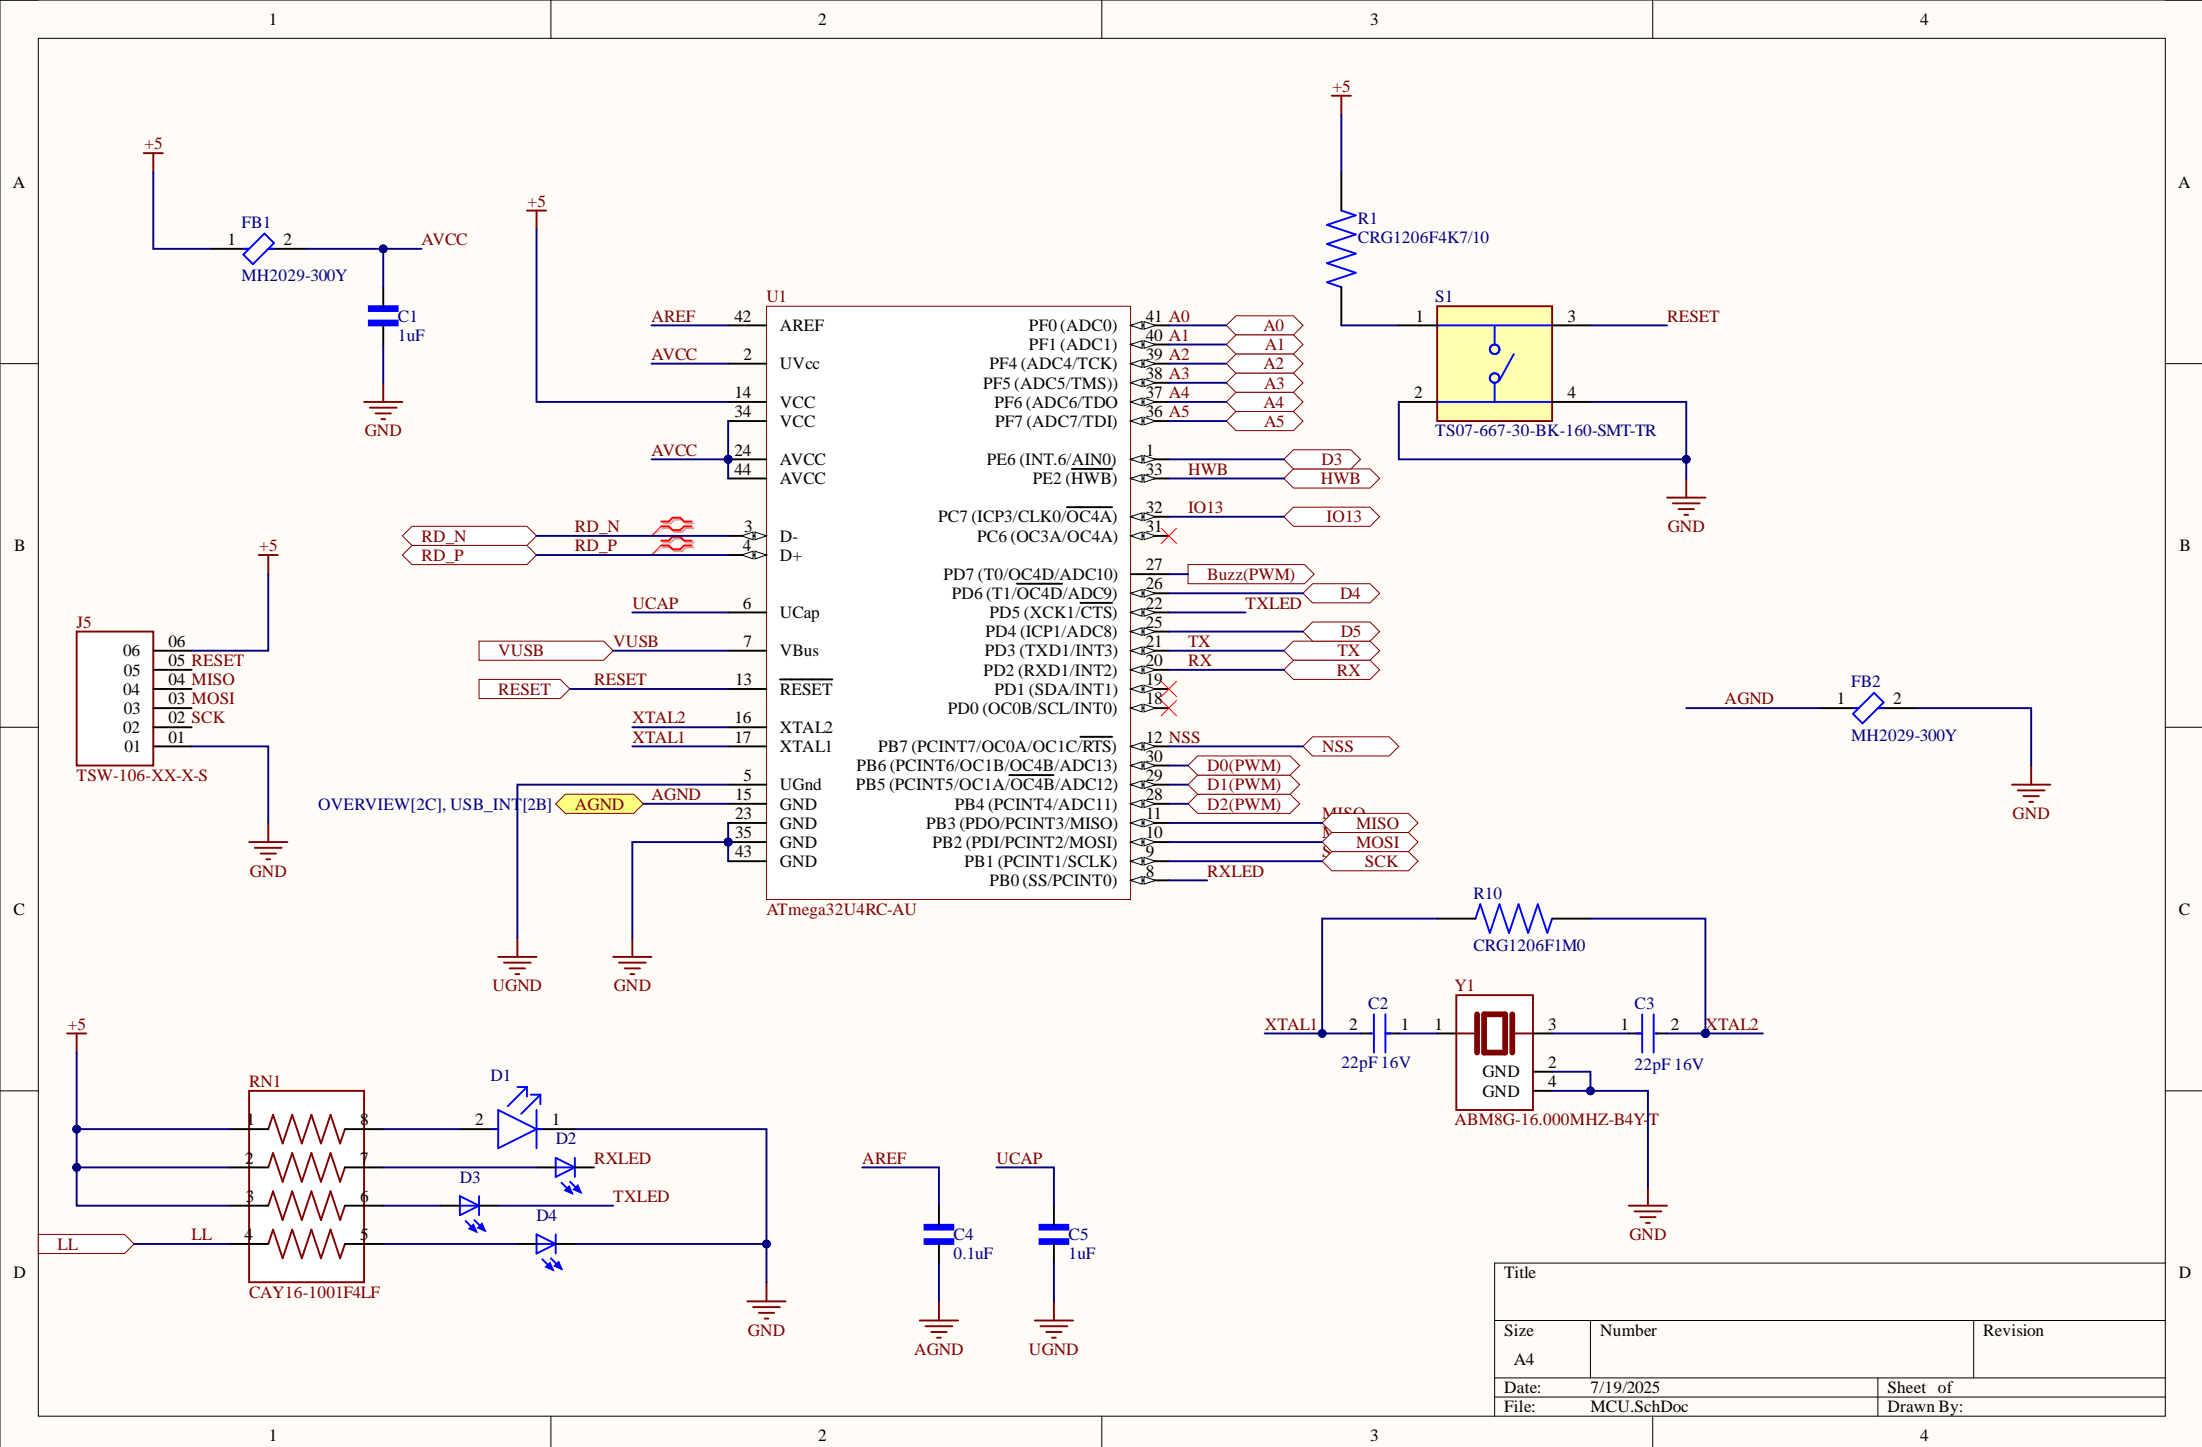 1 2 3 4
A A
B B
C C
D D
1 2 3 4
+5
FB1
1 2
MH2029-300Y
AVCC
C1
1uF
GND
+5
U1
AREF 42 AREF
AVCC 2 UVcc
14 VCC
34 VCC
AVCC 24 AVCC
44 AVCC
RD_N RD_N 3 D-
RD_P RD_P 4 D+
UCAP 6 UCap
VUSB VUSB 7 VBus
RESET RESET 13 RESET
XTAL2 16 XTAL2
XTAL1 17 XTAL1
5 UGnd
OVERVIEW[2C], USB_INT[2B] AGND AGND 15 GND
23 GND
35 GND
43 GND
UGND
GND
PF0 (ADC0) 41 A0 A0
PF1 (ADC1) 40 A1 A1
PF4 (ADC4/TCK) 39 A2 A2
PF5 (ADC5/TMS)) 38 A3 A3
PF6 (ADC6/TDO 37 A4 A4
PF7 (ADC7/TDI) 36 A5 A5
PE6 (INT.6/AIN0) 1 D3
PE2 (HWB) 33 HWB HWB
PC7 (ICP3/CLK0/OC4A) 32 IO13 IO13
PC6 (OC3A/OC4A) 31
PD7 (T0/OC4D/ADC10) 27 Buzz(PWM)
PD6 (T1/OC4D/ADC9) 26 D4
PD5 (XCK1/CTS) 22 TXLED
PD4 (ICP1/ADC8) 25 D5
PD3 (TXD1/INT3) 21 TX TX
PD2 (RXD1/INT2) 20 RX RX
PD1 (SDA/INT1) 19
PD0 (OC0B/SCL/INT0) 18
PB7 (PCINT7/OC0A/OC1C/RTS) 12 NSS NSS
PB6 (PCINT6/OC1B/OC4B/ADC13) 30 D0(PWM)
PB5 (PCINT5/OC1A/OC4B/ADC12) 29 D1(PWM)
PB4 (PCINT4/ADC11) 28 D2(PWM)
PB3 (PDO/PCINT3/MISO) 11 MISO MISO
PB2 (PDI/PCINT2/MOSI) 10 MOSI
PB1 (PCINT1/SCLK) 9 SCK
PB0 (SS/PCINT0) 8 RXLED
ATmega32U4RC-AU
+5
R1
CRG1206F4K7/10
S1
1 3 RESET
2 4
TS07-667-30-BK-160-SMT-TR
GND
+5
J5
06 06
05 05 RESET
04 04 MISO
03 03 MOSI
02 02 SCK
01 01
TSW-106-XX-X-S
GND
AGND
FB2
1 2
MH2029-300Y
GND
R10
CRG1206F1M0
Y1
XTAL1 2 C2 1 1 3 1 C3 2 XTAL2
22pF 16V
22pF 16V
GND 2
GND 4
ABM8G-16.000MHZ-B4Y-T
GND
+5
RN1
1 8 2 D1 1
2 7 D2 RXLED
3 6 D3 TXLED
LL LL 4 5 D4
CAY16-1001F4LF
GND
AREF
C4
0.1uF
AGND
UCAP
C5
1uF
UGND
Title
Size Number Revision
A4
Date: 7/19/2025 Sheet of
File: MCU.SchDoc Drawn By: